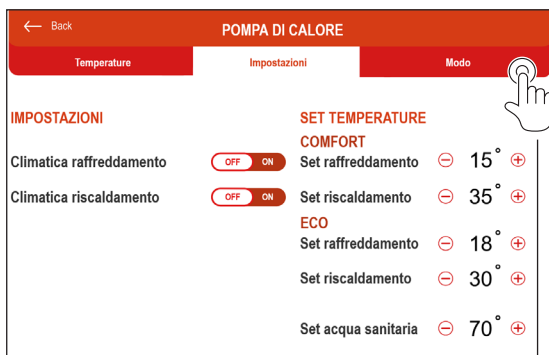 ← Back
POMPA DI CALORE
Temperature
Impostazioni
Modo
IMPOSTAZIONI
Climatica raffreddamento OFF ON
Climatica riscaldamento OFF ON
SET TEMPERATURE
COMFORT
Set raffreddamento ⊖ 15° ⊕
Set riscaldamento ⊖ 35° ⊕
ECO
Set raffreddamento ⊖ 18° ⊕
Set riscaldamento ⊖ 30° ⊕
Set acqua sanitaria ⊖ 70° ⊕